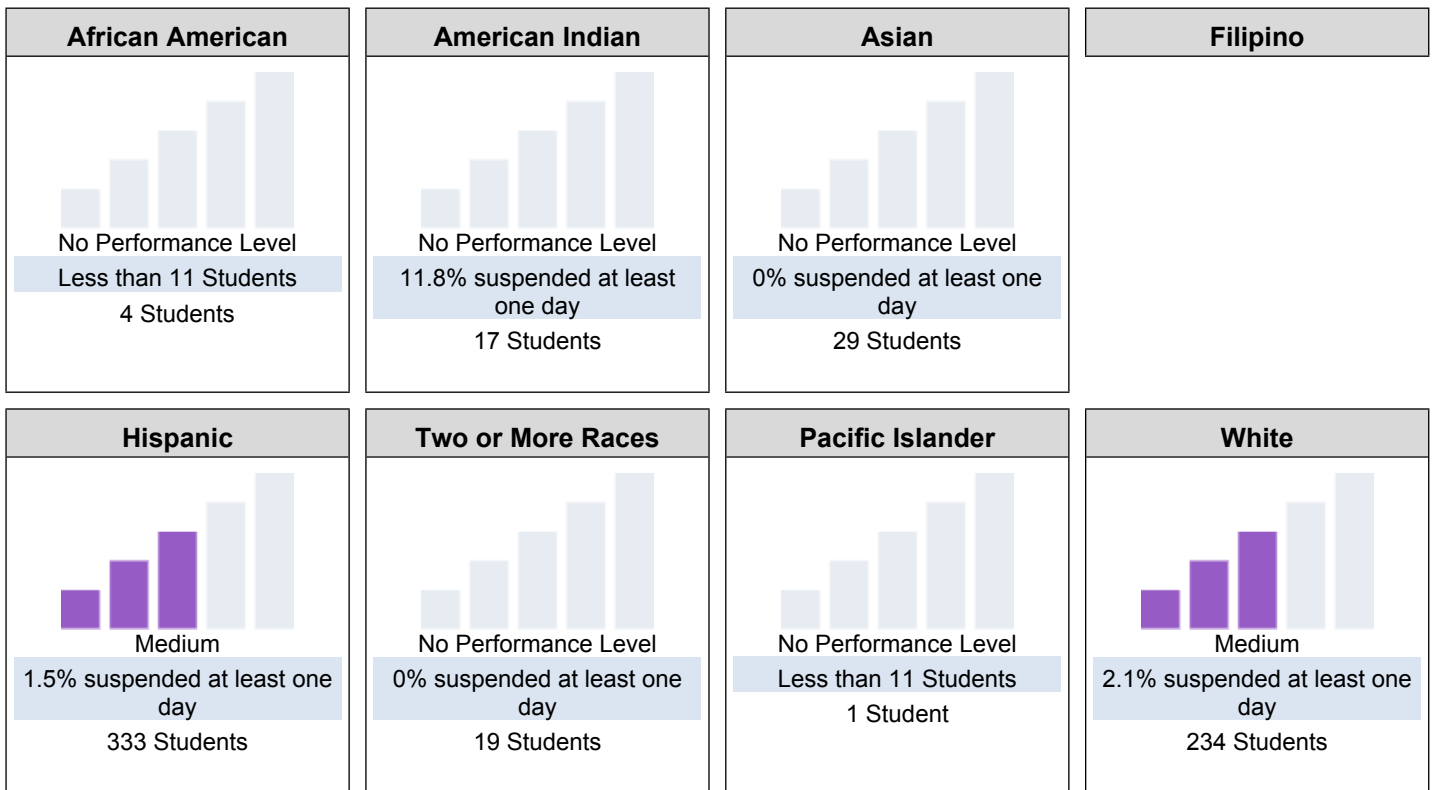 African American
No Performance Level
Less than 11 Students
4 Students
American Indian
No Performance Level
11.8% suspended at least
one day
17 Students
Asian
No Performance Level
0% suspended at least one
day
29 Students
Filipino
Hispanic
Medium
1.5% suspended at least one
day
333 Students
Two or More Races
No Performance Level
0% suspended at least one
day
19 Students
Pacific Islander
No Performance Level
Less than 11 Students
1 Student
White
Medium
2.1% suspended at least one
day
234 Students